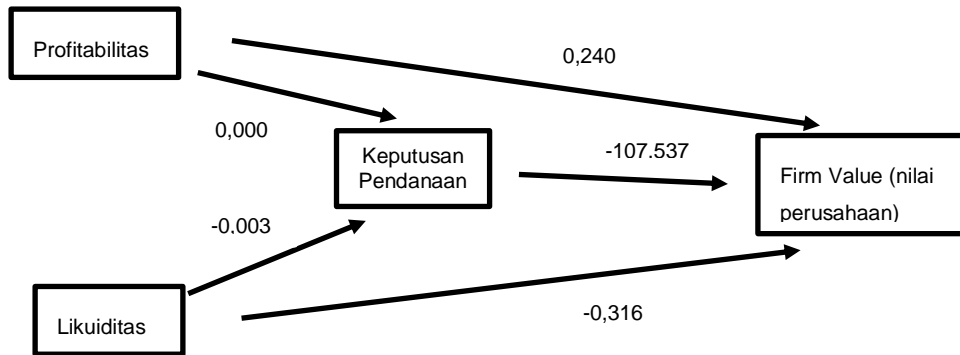 Profitabilitas
0,240
0,000
Keputusan
Pendanaan
-107.537
Firm Value (nilai
perusahaan)
-0.003
Likuiditas
-0,316